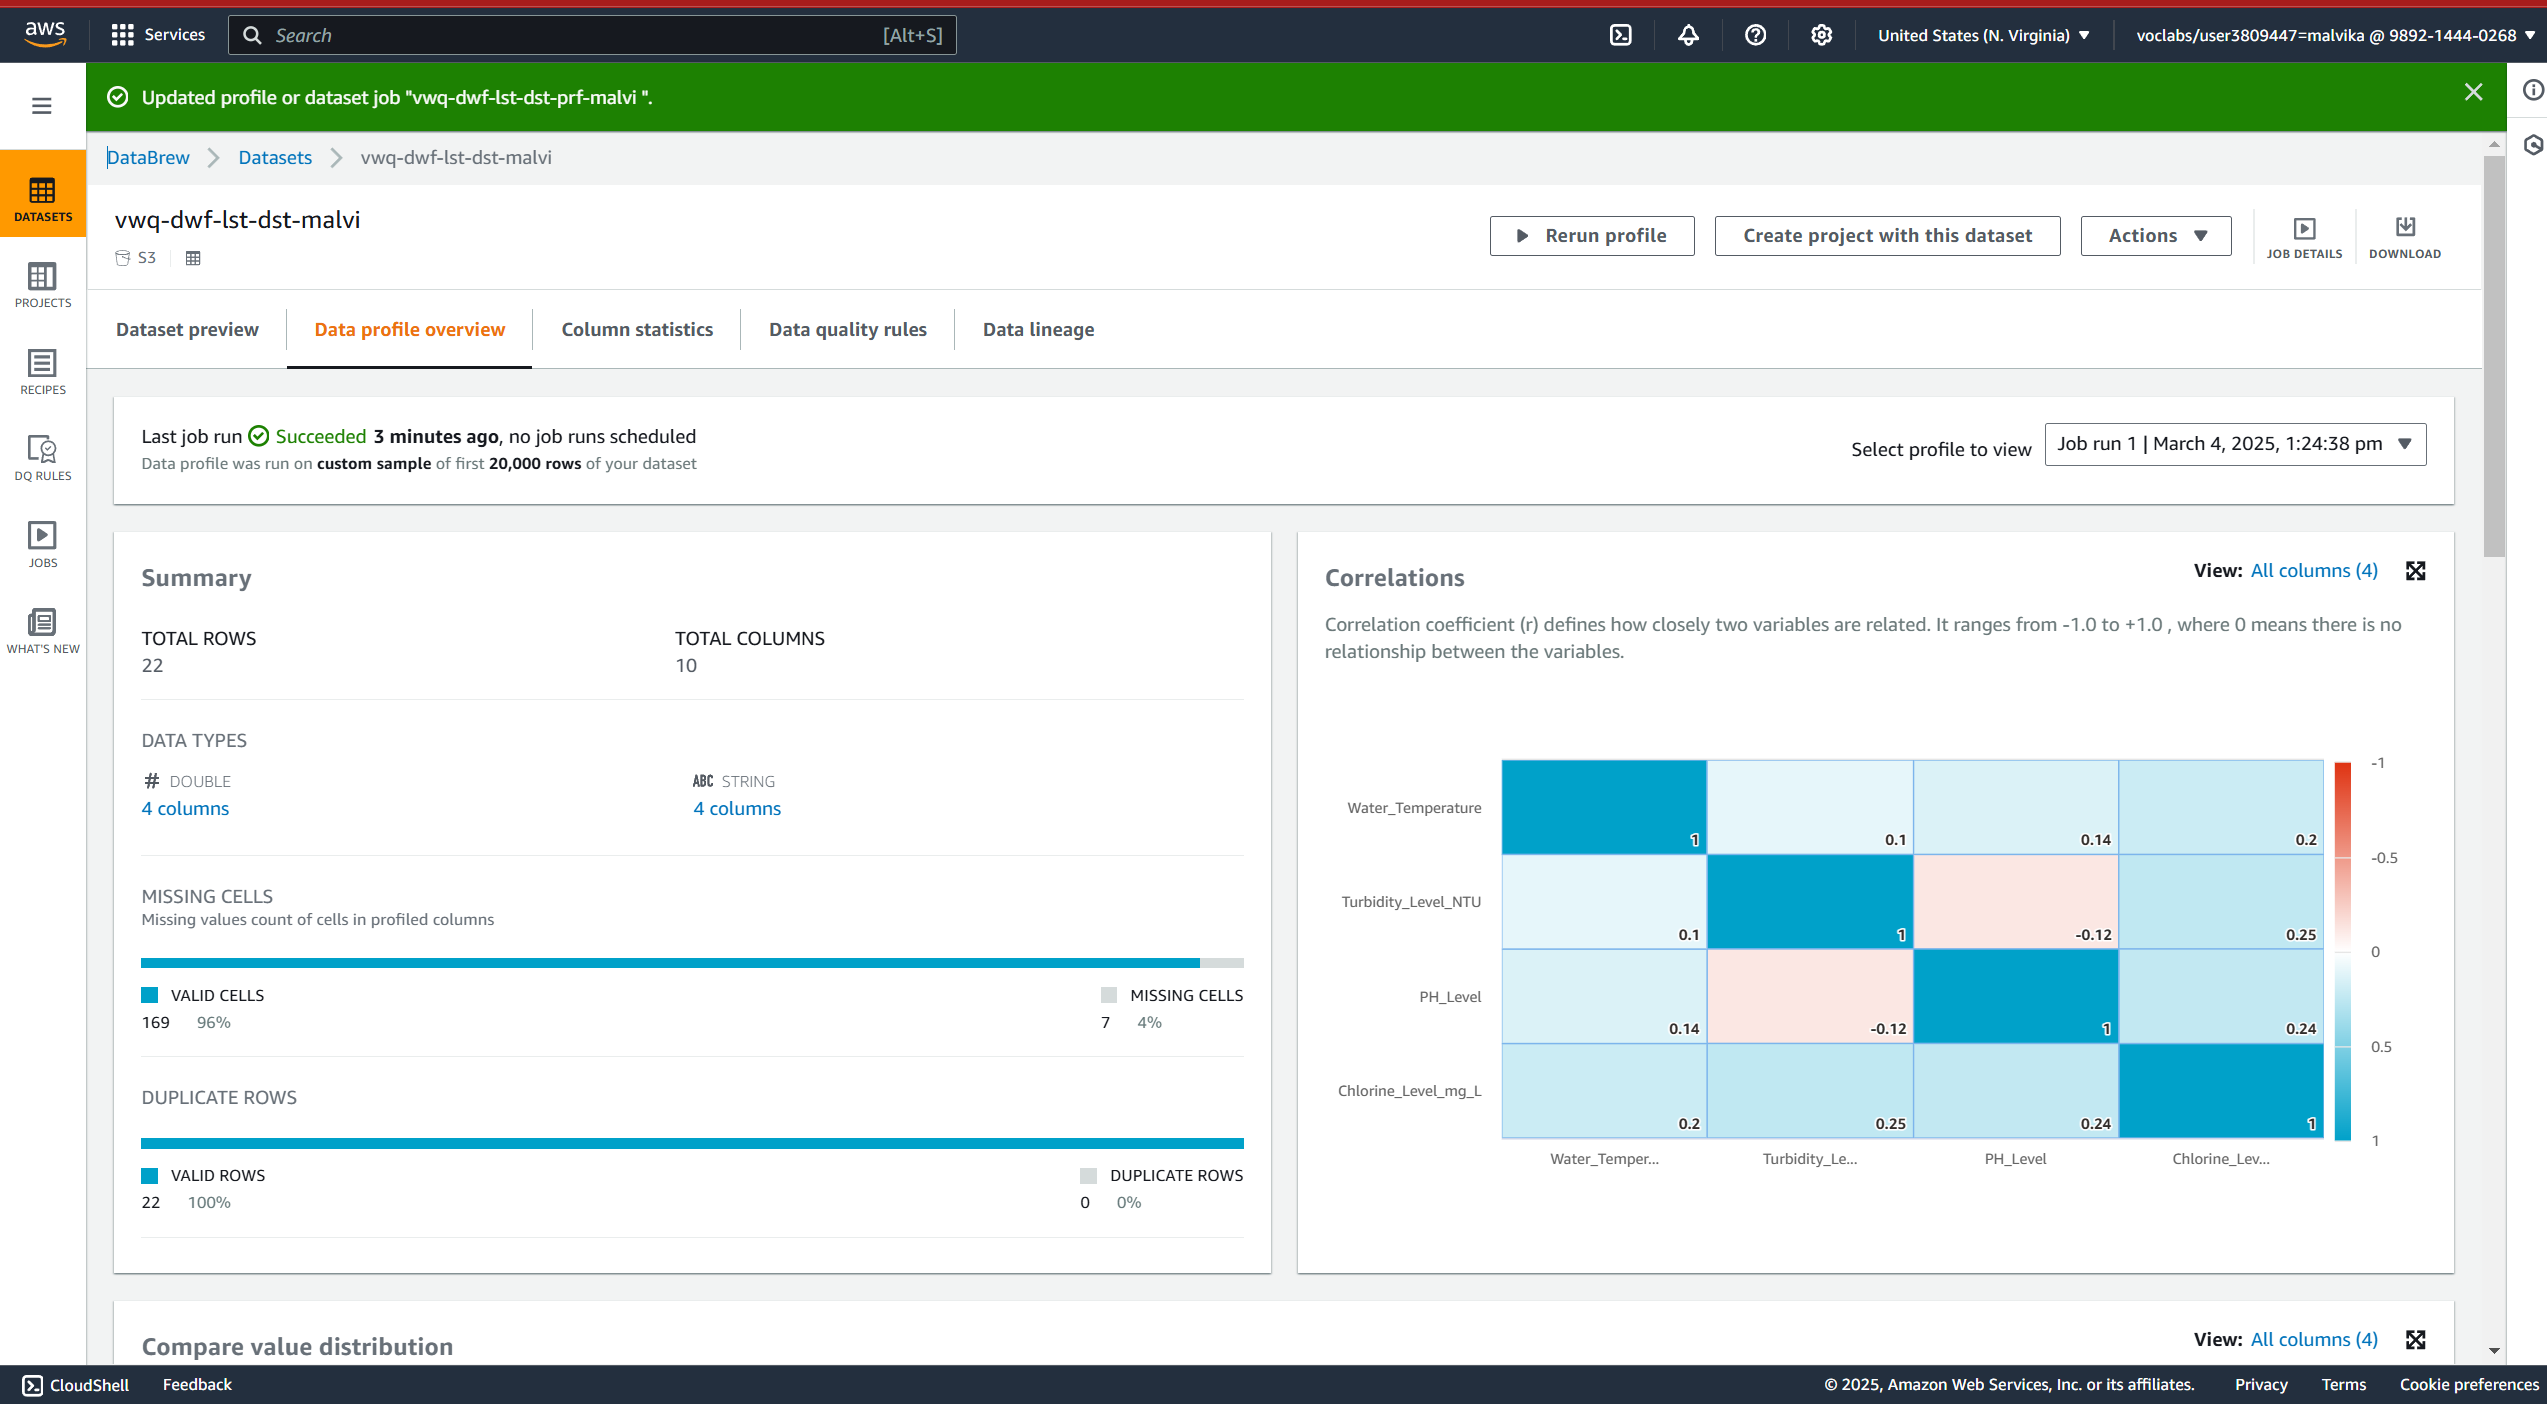 aws
Services
Search
[Alt+S]
United States (N. Virginia)
voclabs/user3809447=malvika @ 9892-1444-0268
Updated profile or dataset job "vwq-dwf-lst-dst-prf-malvi ".
DataBrew
Datasets
vwq-dwf-lst-dst-malvi
DATASETS
PROJECTS
RECIPES
DQ RULES
JOBS
WHAT'S NEW
vwq-dwf-lst-dst-malvi
S3
Rerun profile
Create project with this dataset
Actions
JOB DETAILS
DOWNLOAD
Dataset preview
Data profile overview
Column statistics
Data quality rules
Data lineage
Last job run Succeeded 3 minutes ago, no job runs scheduled
Data profile was run on custom sample of first 20,000 rows of your dataset
Select profile to view
Job run 1 | March 4, 2025, 1:24:38 pm
Summary
TOTAL ROWS
22
TOTAL COLUMNS
10
DATA TYPES
# DOUBLE
4 columns
ABC STRING
4 columns
MISSING CELLS
Missing values count of cells in profiled columns
VALID CELLS
169 96%
MISSING CELLS
7 4%
DUPLICATE ROWS
VALID ROWS
22 100%
DUPLICATE ROWS
0 0%
Correlations
View: All columns (4)
Correlation coefficient (r) defines how closely two variables are related. It ranges from -1.0 to +1.0 , where 0 means there is no
relationship between the variables.
Water_Temperature
1
0.1
0.14
0.2
Turbidity_Level_NTU
0.1
1
-0.12
0.25
PH_Level
0.14
-0.12
1
0.24
Chlorine_Level_mg_L
0.2
0.25
0.24
1
Water_Temper...
Turbidity_Le...
PH_Level
Chlorine_Lev...
-1
-0.5
0
0.5
1
Compare value distribution
View: All columns (4)
CloudShell
Feedback
© 2025, Amazon Web Services, Inc. or its affiliates.
Privacy
Terms
Cookie preferences